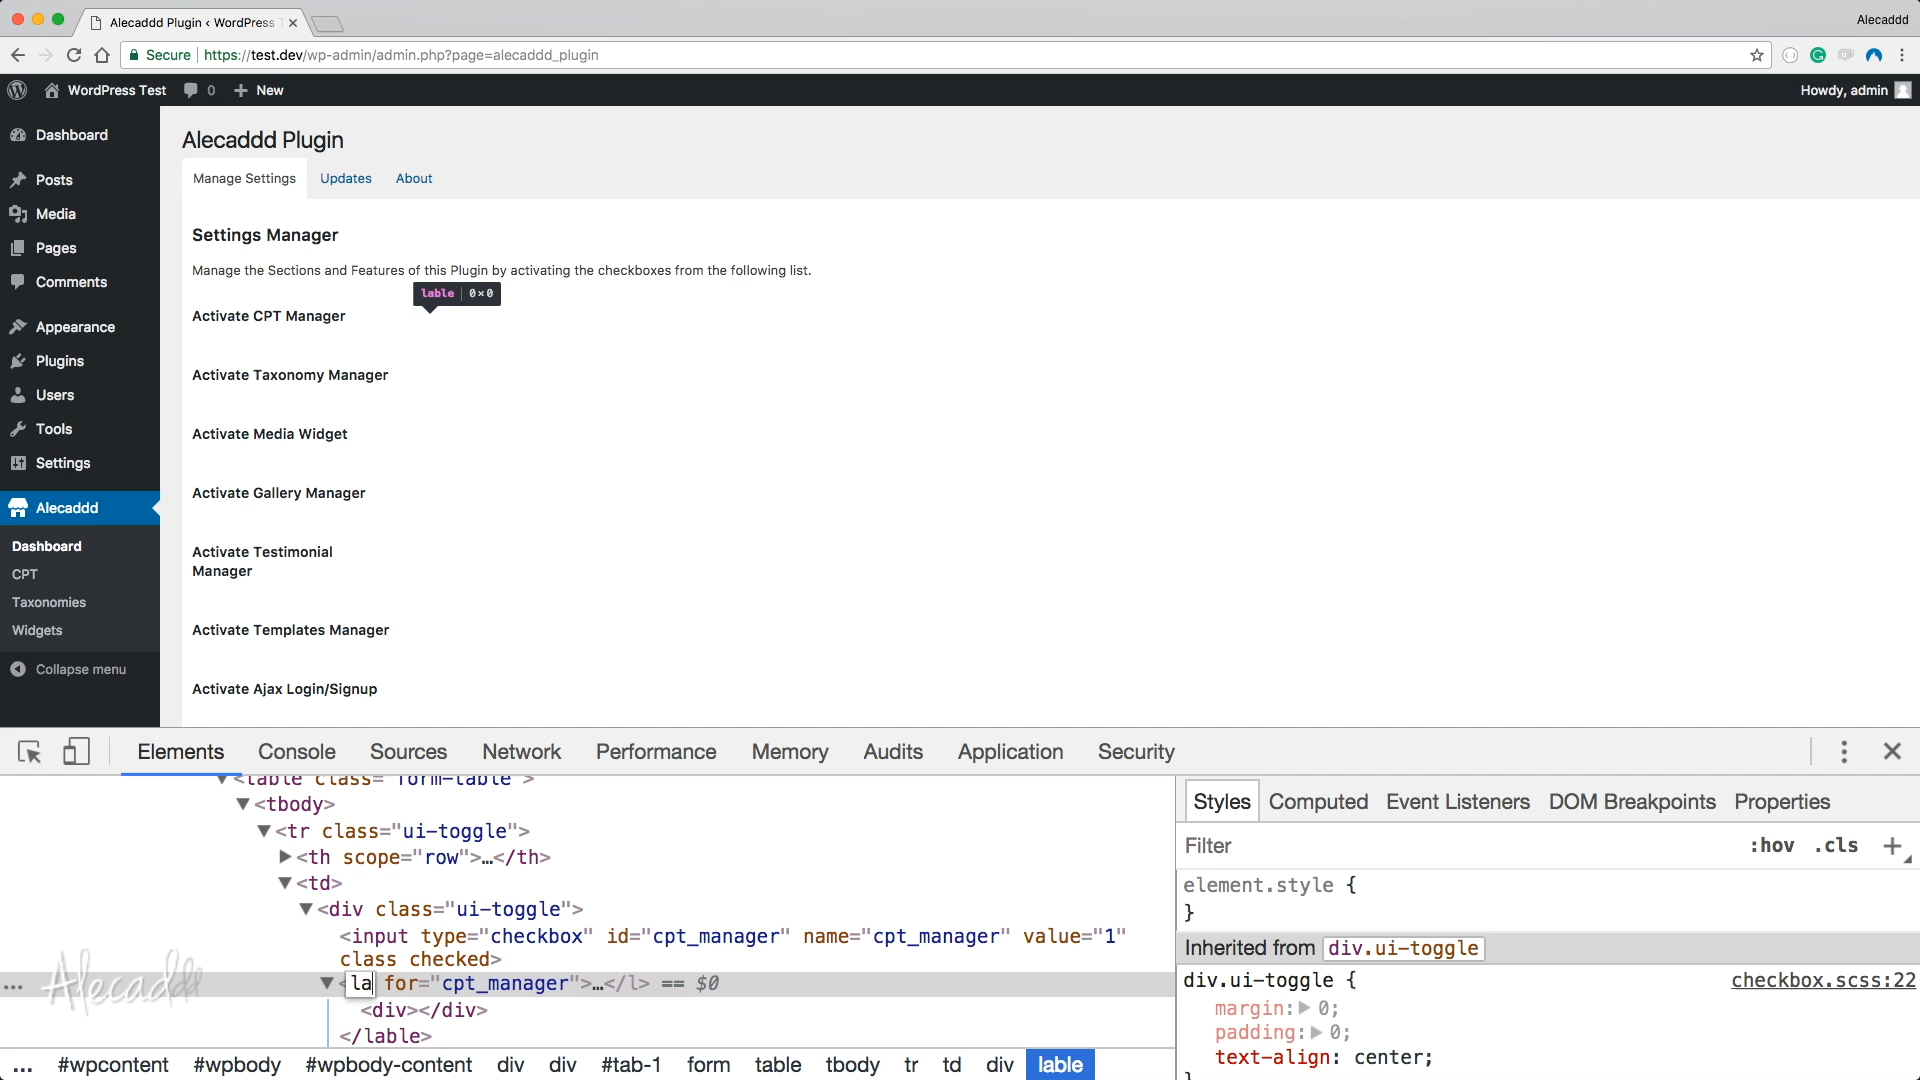 Alecaddd Plugin ‹ WordPress
Alecaddd
Secure https://test.dev/wp-admin/admin.php?page=alecaddd_plugin
WordPress Test 0 New
Howdy, admin
Dashboard
Posts
Media
Pages
Comments
Appearance
Plugins
Users
Tools
Settings
Alecaddd
Dashboard
CPT
Taxonomies
Widgets
Collapse menu
Alecaddd Plugin
Manage Settings Updates About
Settings Manager
Manage the Sections and Features of this Plugin by activating the checkboxes from the following list.
lable 0×0
Activate CPT Manager
Activate Taxonomy Manager
Activate Media Widget
Activate Gallery Manager
Activate Testimonial
Manager
Activate Templates Manager
Activate Ajax Login/Signup
Elements Console Sources Network Performance Memory Audits Application Security
<table class="form-table">
<tbody>
<tr class="ui-toggle">
<th scope="row">…</th>
<td>
<div class="ui-toggle">
<input type="checkbox" id="cpt_manager" name="cpt_manager" value="1"
class checked>
… <la for="cpt_manager">…</l> == $0
<div></div>
</lable>
Alecaddd
… #wpcontent #wpbody #wpbody-content div div #tab-1 form table tbody tr td div lable
Styles Computed Event Listeners DOM Breakpoints Properties
Filter :hov .cls +
element.style {
}
Inherited from div.ui-toggle
div.ui-toggle { checkbox.scss:22
margin: 0;
padding: 0;
text-align: center;
}